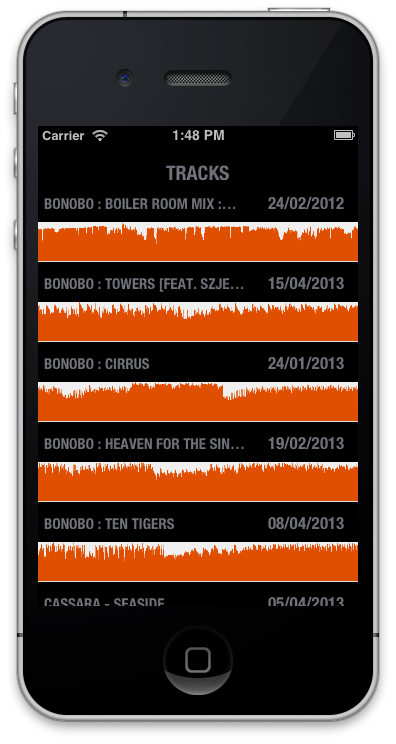 Carrier 1:48 PM
TRACKS
BONOBO : BOILER ROOM MIX :... 24/02/2012
BONOBO : TOWERS [FEAT. SZJE... 15/04/2013
BONOBO : CIRRUS 24/01/2013
BONOBO : HEAVEN FOR THE SIN... 19/02/2013
BONOBO : TEN TIGERS 08/04/2013
CASSARA - SEASIDE 05/04/2013